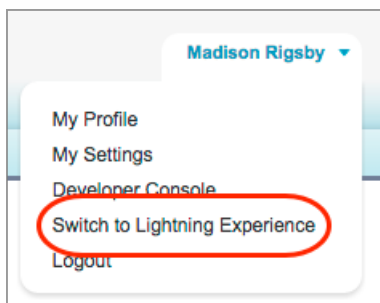 Madison Rigsby
My Profile
My Settings
Developer Console
Switch to Lightning Experience
Logout